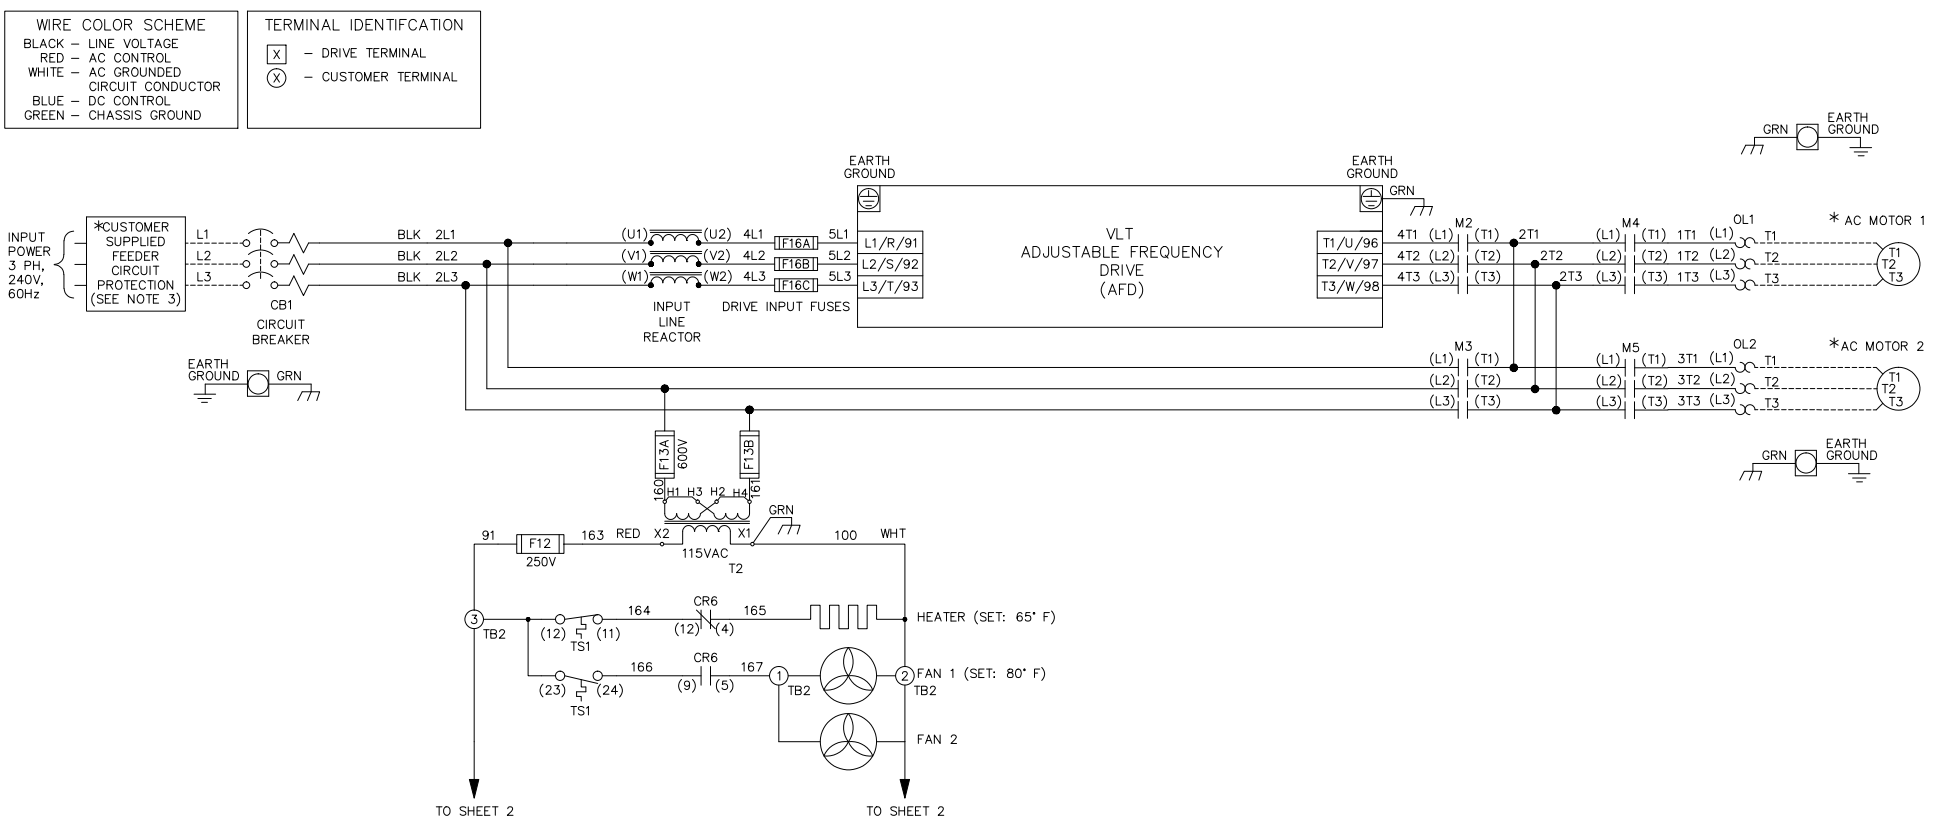 WIRE COLOR SCHEME
BLACK – LINE VOLTAGE
RED – AC CONTROL
WHITE – AC GROUNDED
CIRCUIT CONDUCTOR
BLUE – DC CONTROL
GREEN – CHASSIS GROUND
TERMINAL IDENTIFCATION
X – DRIVE TERMINAL
X – CUSTOMER TERMINAL
GRN
EARTH
GROUND
EARTH
GROUND
EARTH
GROUND
GRN
INPUT
POWER
3 PH,
240V,
60Hz
*CUSTOMER
SUPPLIED
FEEDER
CIRCUIT
PROTECTION
(SEE NOTE 3)
L1
L2
L3
CB1
CIRCUIT
BREAKER
BLK 2L1
BLK 2L2
BLK 2L3
(U1) (U2) 4L1 F16A 5L1 L1/R/91
(V1) (V2) 4L2 F16B 5L2 L2/S/92
(W1) (W2) 4L3 F16C 5L3 L3/T/93
INPUT
LINE
REACTOR
DRIVE INPUT FUSES
VLT
ADJUSTABLE FREQUENCY
DRIVE
(AFD)
M2 M4 OL1 * AC MOTOR 1
T1/U/96 4T1 (L1) (T1) 2T1 (L1) (T1) 1T1 (L1) T1
T2/V/97 4T2 (L2) (T2) 2T2 (L2) (T2) 1T2 (L2) T2
T3/W/98 4T3 (L3) (T3) 2T3 (L3) (T3) 1T3 (L3) T3
T1
T2
T3
M3 M5 OL2 *AC MOTOR 2
(L1) (T1) (L1) (T1) 3T1 (L1) T1
(L2) (T2) (L2) (T2) 3T2 (L2) T2
(L3) (T3) (L3) (T3) 3T3 (L3) T3
T1
T2
T3
EARTH
GROUND
GRN
GRN
EARTH
GROUND
F13A
600V
F13B
160
H1 H3 H2 H4
161
GRN
91 F12 163 RED X2 X1 100 WHT
250V
115VAC
T2
3
TB2
(12) (11)
TS1
164
CR6
(12) (4)
165
HEATER (SET: 65° F)
(23) (24)
TS1
166
CR6
(9) (5)
167
1
TB2
2
TB2
FAN 1 (SET: 80° F)
FAN 2
TO SHEET 2
TO SHEET 2